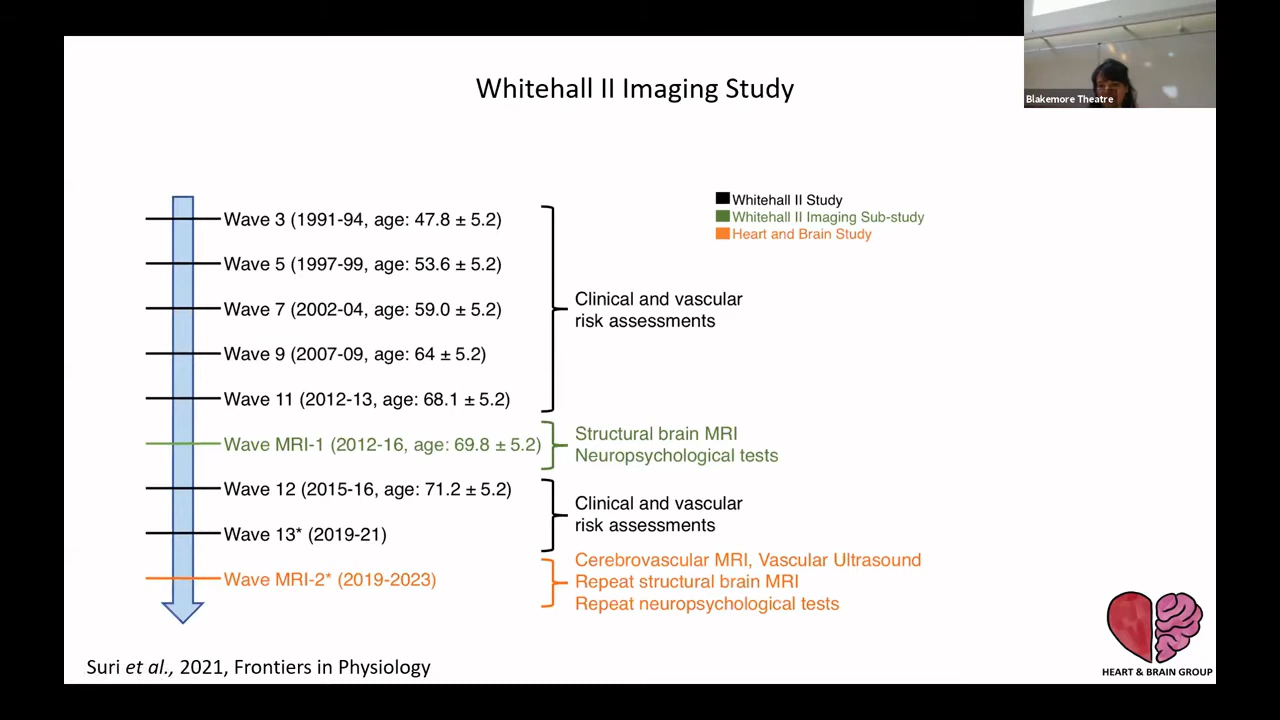 Whitehall II Imaging Study
Blakemore Theatre
Whitehall II Study
Whitehall II Imaging Sub-study
Heart and Brain Study
Wave 3 (1991-94, age: 47.8 ± 5.2)
Wave 5 (1997-99, age: 53.6 ± 5.2)
Wave 7 (2002-04, age: 59.0 ± 5.2)
Wave 9 (2007-09, age: 64 ± 5.2)
Wave 11 (2012-13, age: 68.1 ± 5.2)
Clinical and vascular
risk assessments
Wave MRI-1 (2012-16, age: 69.8 ± 5.2)
Structural brain MRI
Neuropsychological tests
Wave 12 (2015-16, age: 71.2 ± 5.2)
Wave 13* (2019-21)
Clinical and vascular
risk assessments
Wave MRI-2* (2019-2023)
Cerebrovascular MRI, Vascular Ultrasound
Repeat structural brain MRI
Repeat neuropsychological tests
Suri et al., 2021, Frontiers in Physiology
HEART & BRAIN GROUP